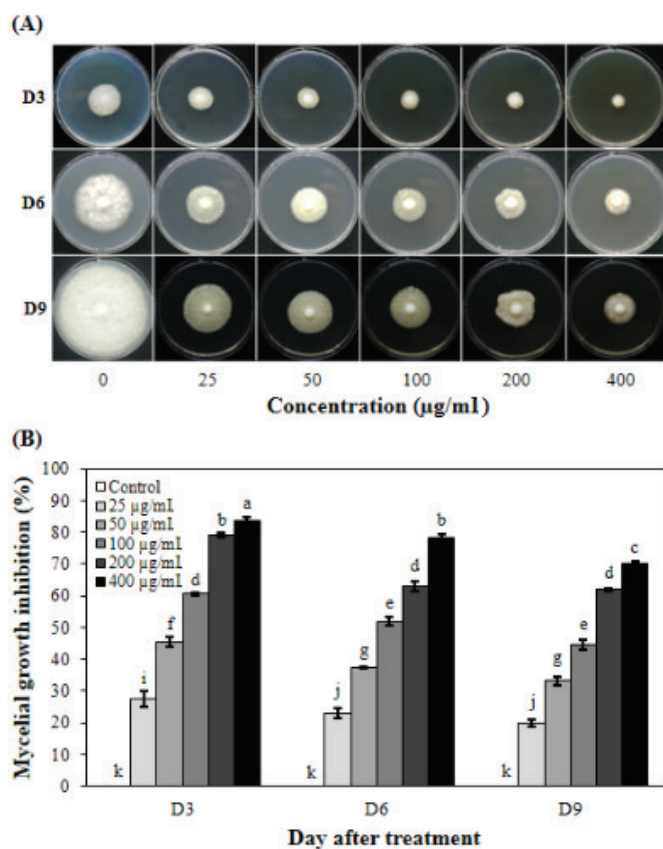 (A)
D3
D6
D9
0 25 50 100 200 400
Concentration (µg/ml)
(B)
Mycelial growth inhibition (%)
100
90
80
70
60
50
40
30
20
10
0
Control
25 µg/mL
50 µg/mL
100 µg/mL
200 µg/mL
400 µg/mL
k i f d b a
k j g e d b
k j g e d c
D3 D6 D9
Day after treatment